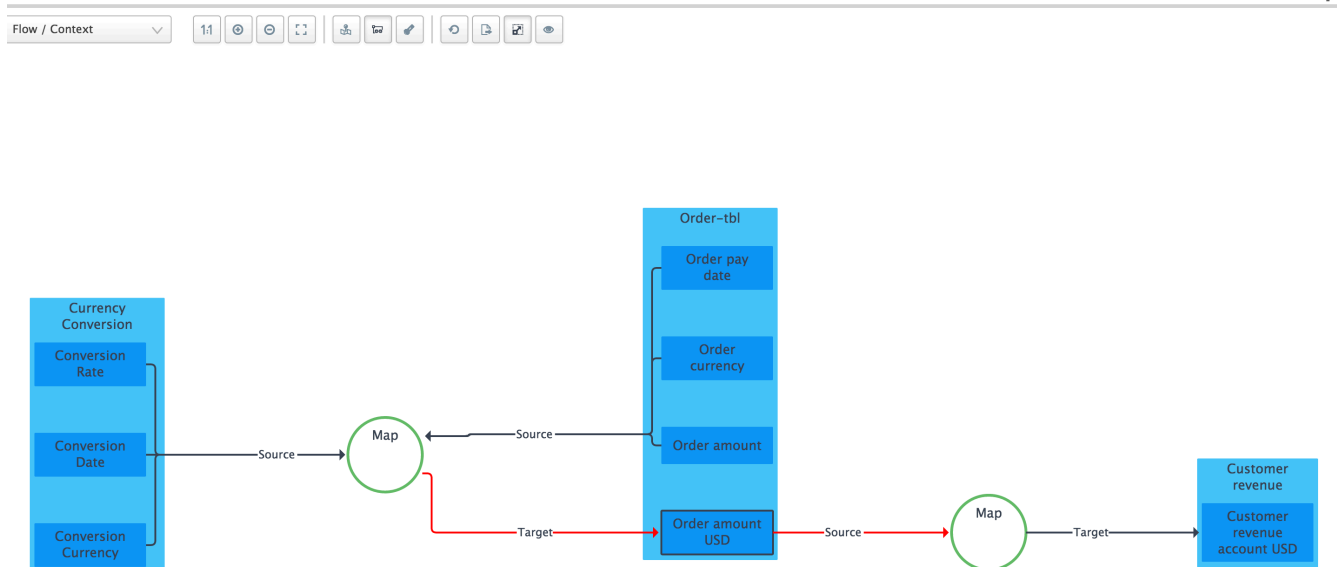 Flow / Context
1:1
Order-tbl
Order pay
date
Currency
Conversion
Conversion
Rate
Order
currency
Map
Source
Order amount
Conversion
Date
Source
Customer
revenue
Map
Customer
revenue
account USD
Target
Order amount
USD
Source
Target
Conversion
Currency